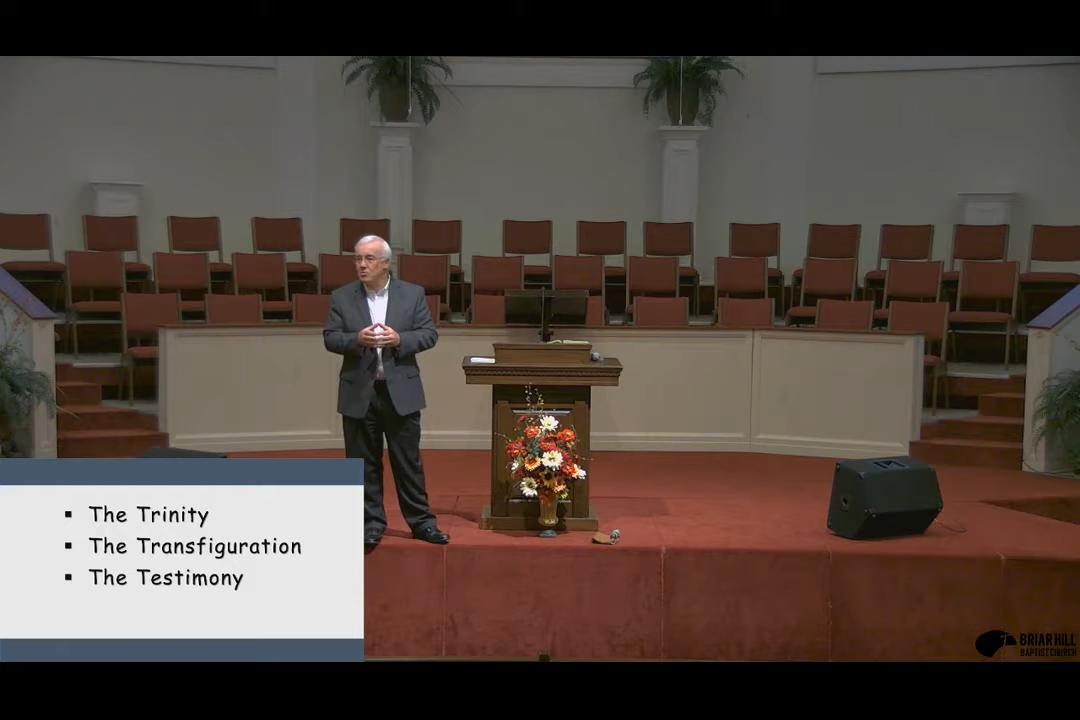 ▪ The Trinity
▪ The Transfiguration
▪ The Testimony
BRIAR HILL
BAPTIST CHURCH